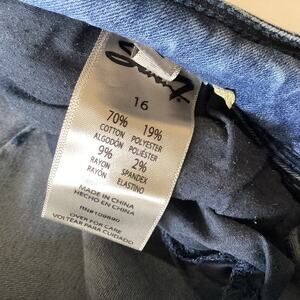 Seven7
16
70% 19%
COTTON POLYESTER
ALGODÓN POLIÉSTER
9% 2%
RAYON SPANDEX
RAYÓN ELASTINO
MADE IN CHINA
HECHO EN CHINA
OVER FOR CARE
VOLTEAR PARA CUIDADO